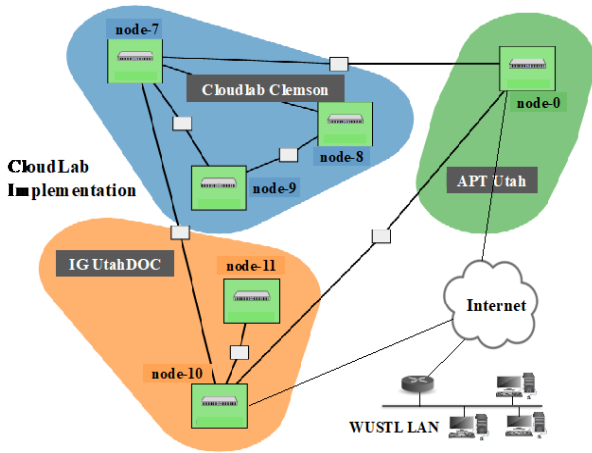 node-7
Cloudlab Clemson
node-0
node-8
CloudLab
Implementation
node-9
APT Utah
IG UtahDOC
node-11
Internet
node-10
WUSTL LAN